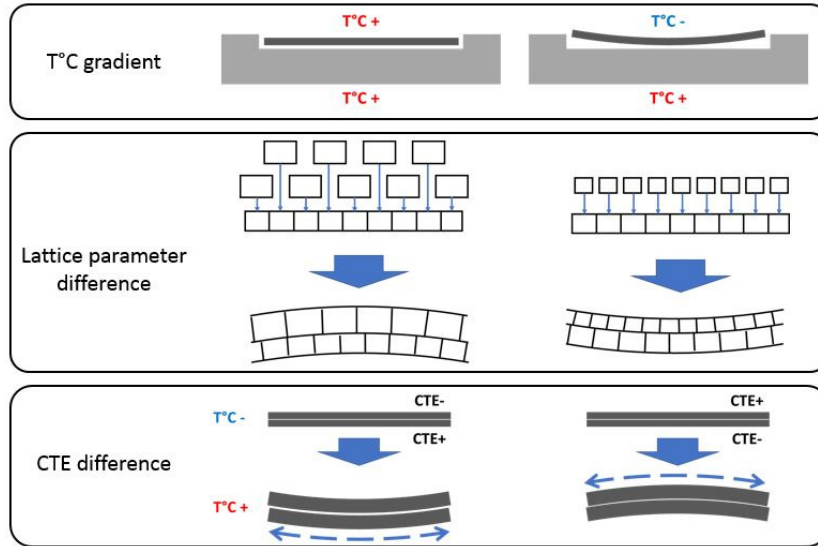 T°C +
T°C -
T°C gradient
T°C +
T°C +
Lattice parameter
difference
CTE-
CTE+
T°C -
CTE+
CTE-
CTE difference
T°C +